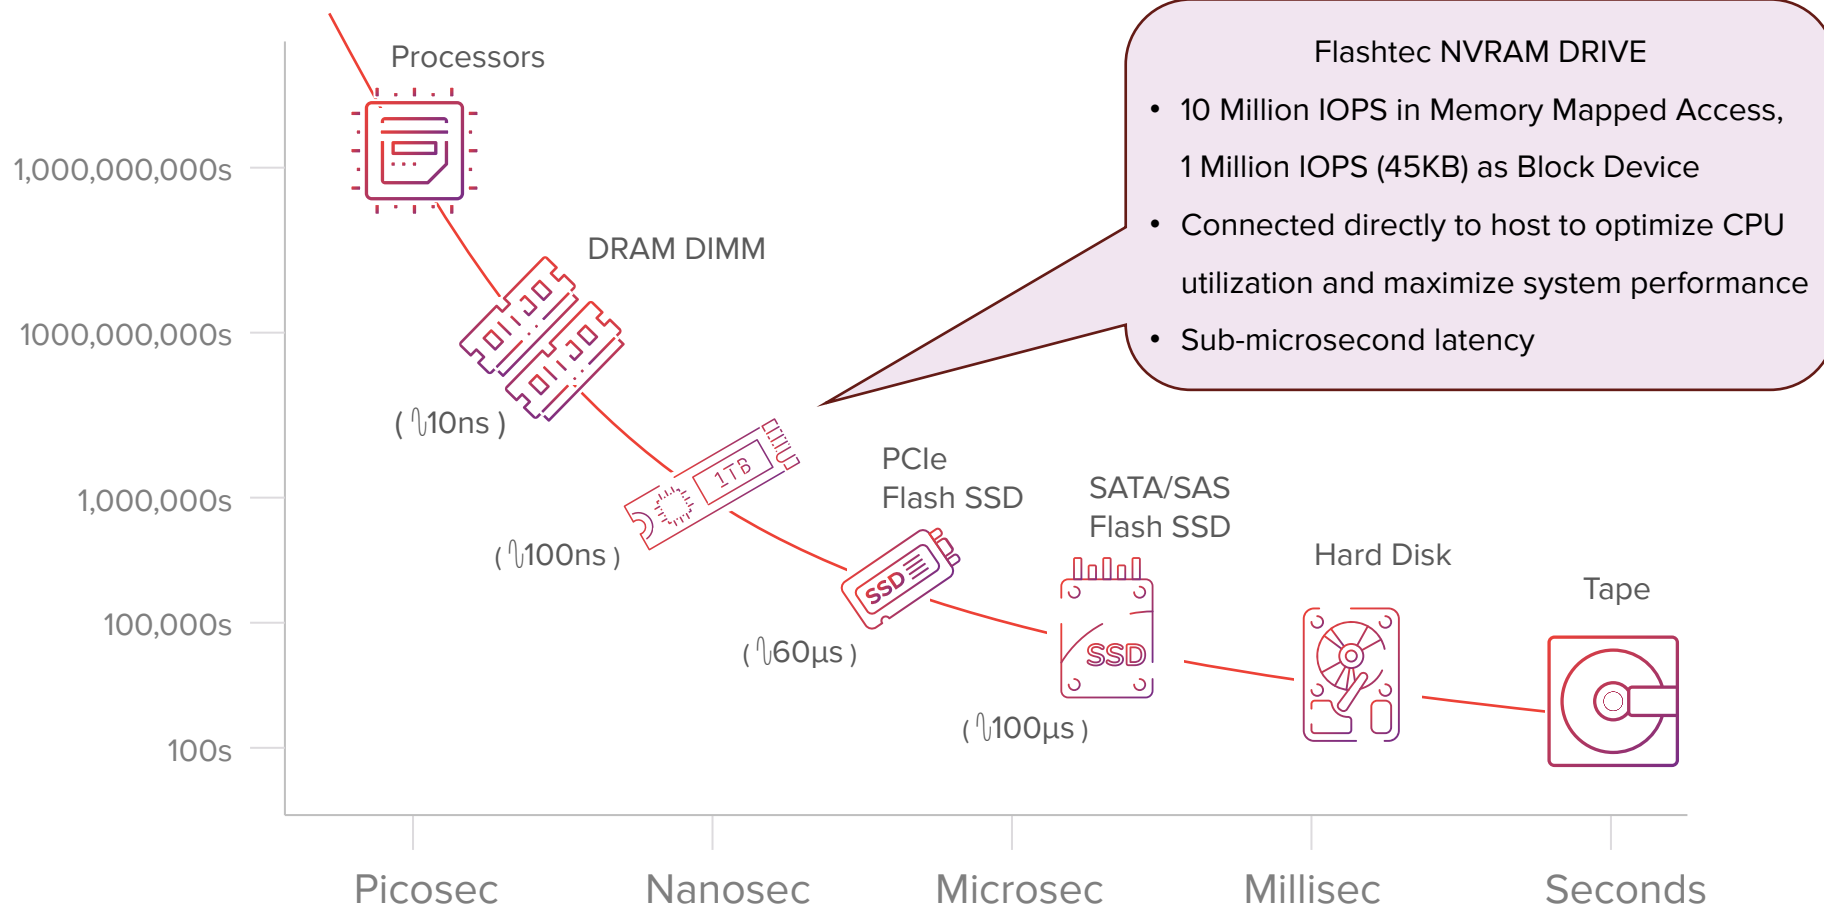 Processors
Flashtec NVRAM DRIVE
• 10 Million IOPS in Memory Mapped Access,
1 Million IOPS (45KB) as Block Device
• Connected directly to host to optimize CPU
utilization and maximize system performance
• Sub-microsecond latency
1,000,000,000s
DRAM DIMM
1000,000,000s
(∿10ns)
1TB
1,000,000s
(∿100ns)
PCIe
Flash SSD
SATA/SAS
Flash SSD
Hard Disk
Tape
SSD
100,000s
(∿60µs)
SSD
(∿100µs)
100s
Picosec
Nanosec
Microsec
Millisec
Seconds